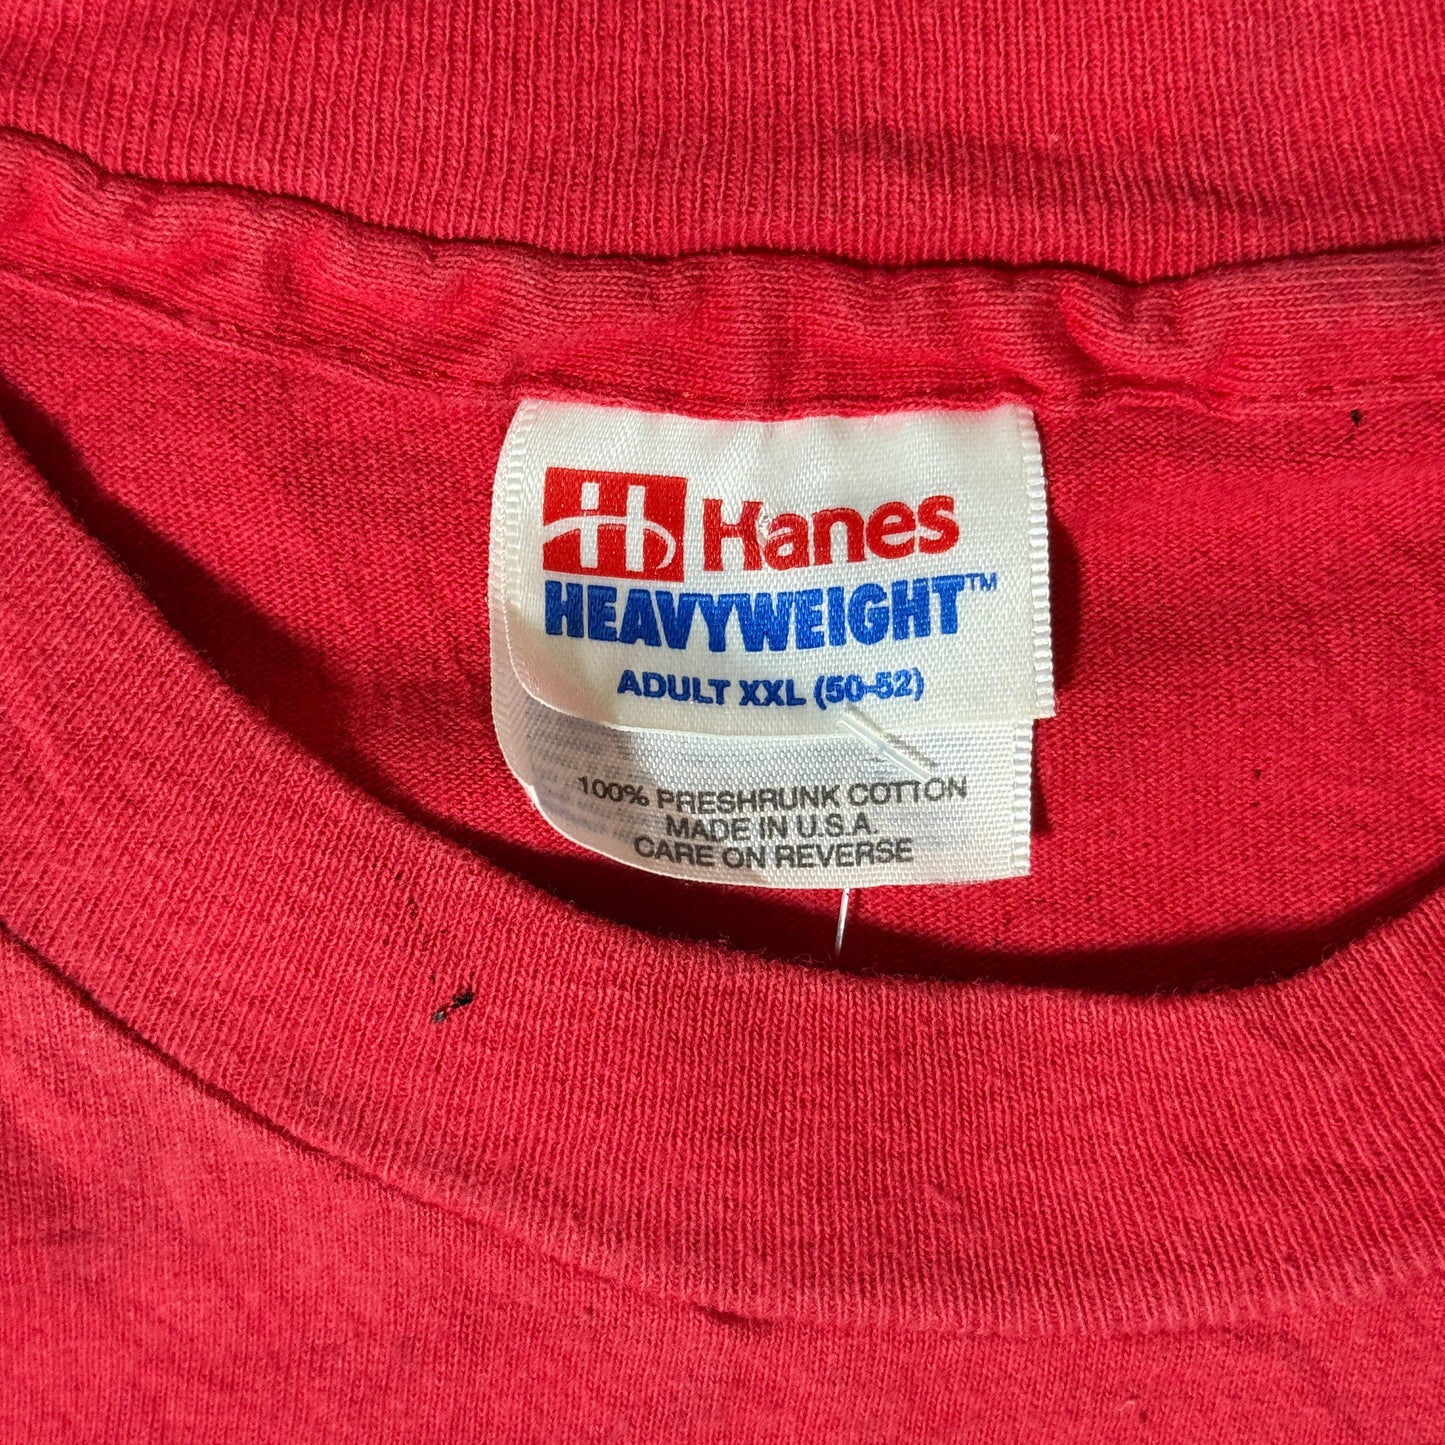 Hanes
HEAVYWEIGHT™
ADULT XXL (50-52)
100% PRESHRUNK COTTON
MADE IN U.S.A.
CARE ON REVERSE